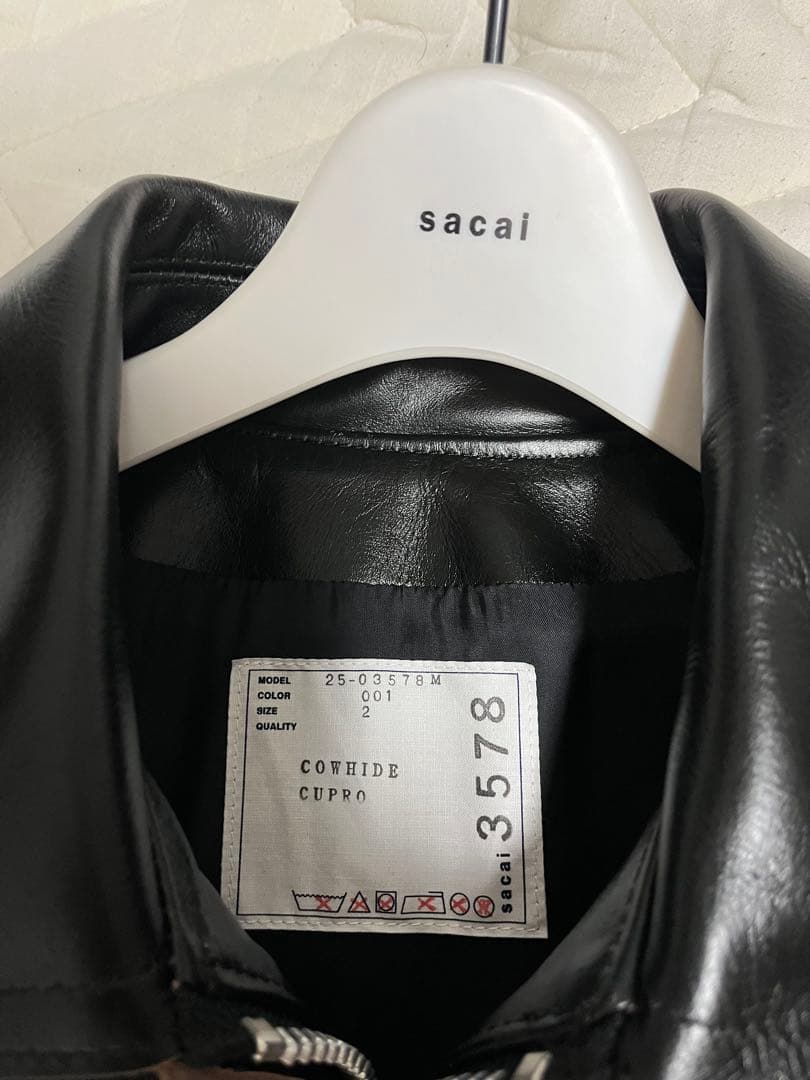 sacai
MODEL 25-03578M
COLOR 001
SIZE 2
QUALITY
COWHIDE
CUPRO
sacai 3578